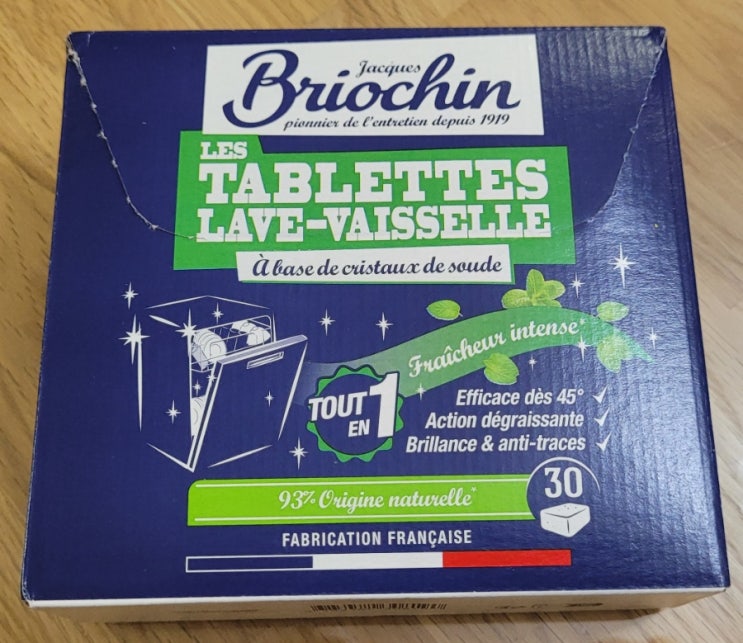 Jacques
Briochin
pionnier de l'entretien depuis 1919
LES
TABLETTES
LAVE-VAISSELLE
À base de cristaux de soude
Fraîcheur intense*
TOUT
EN 1
Efficace dès 45°
Action dégraissante
Brillance & anti-traces
93% Origine naturelle*
30
FABRICATION FRANÇAISE